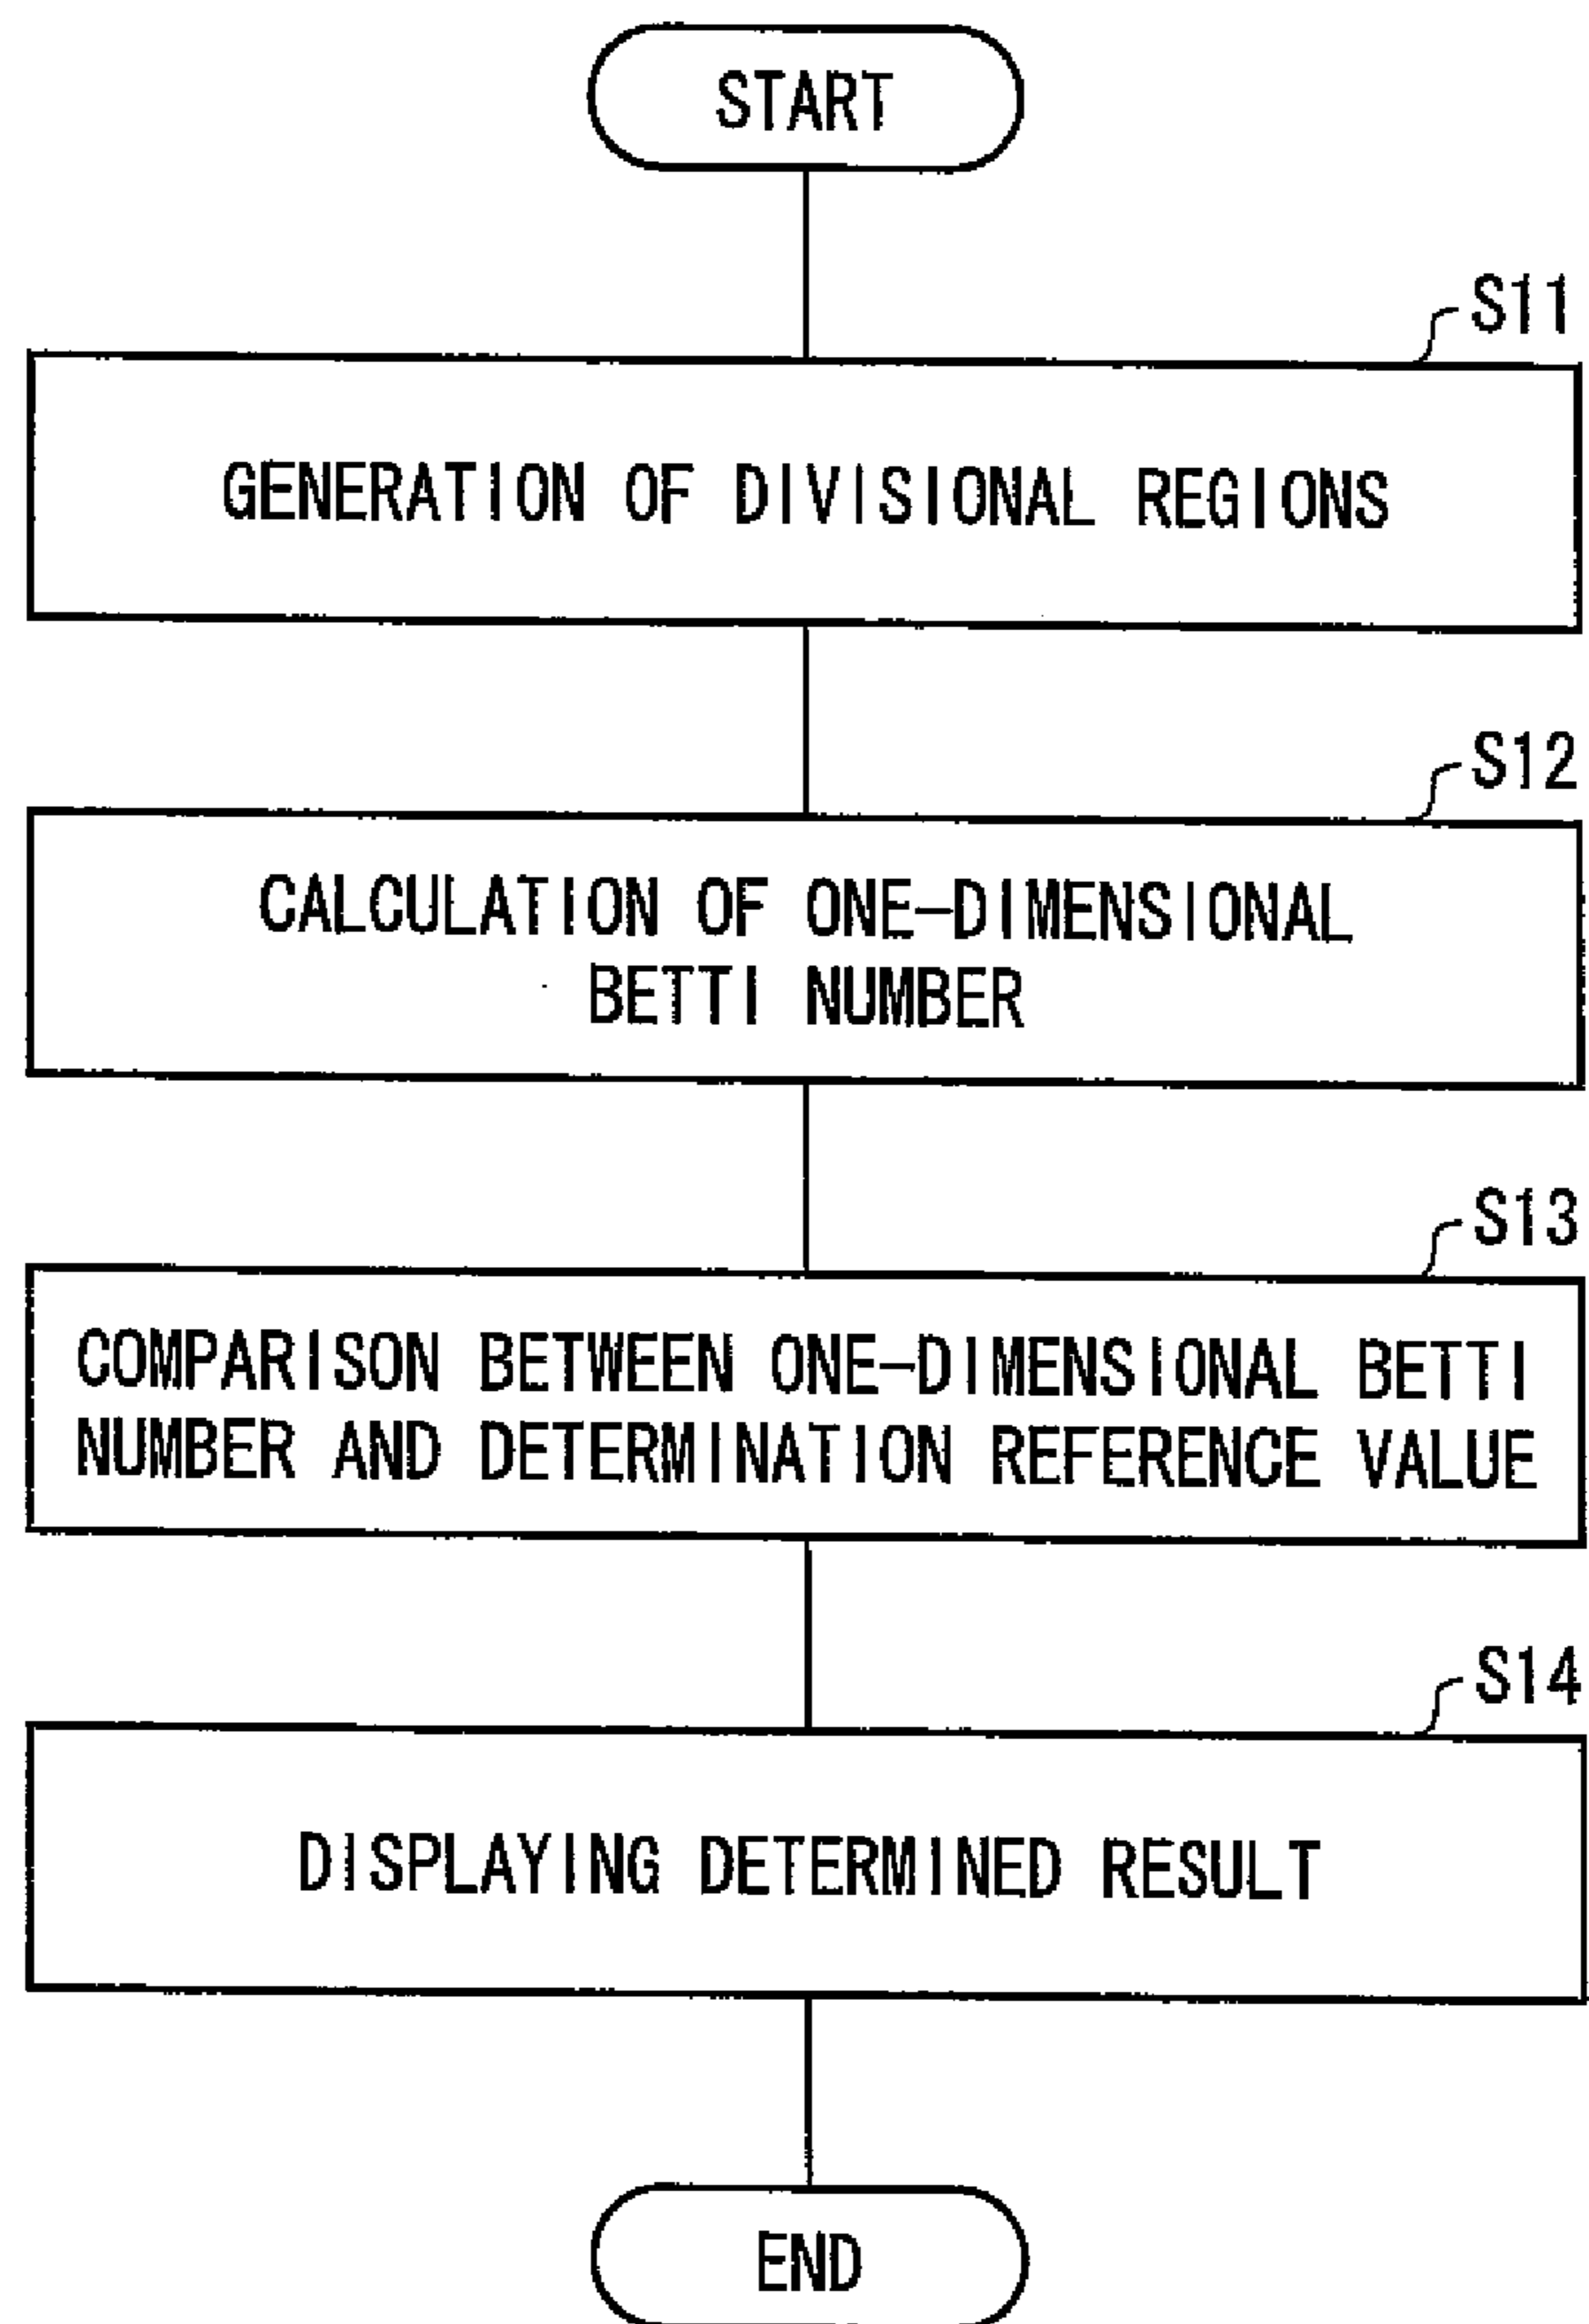 START
S11
GENERATION OF DIVISIONAL REGIONS
S12
CALCULATION OF ONE-DIMENSIONAL
BETTI NUMBER
S13
COMPARISON BETWEEN ONE-DIMENSIONAL BETTI
NUMBER AND DETERMINATION REFERENCE VALUE
S14
DISPLAYING DETERMINED RESULT
END